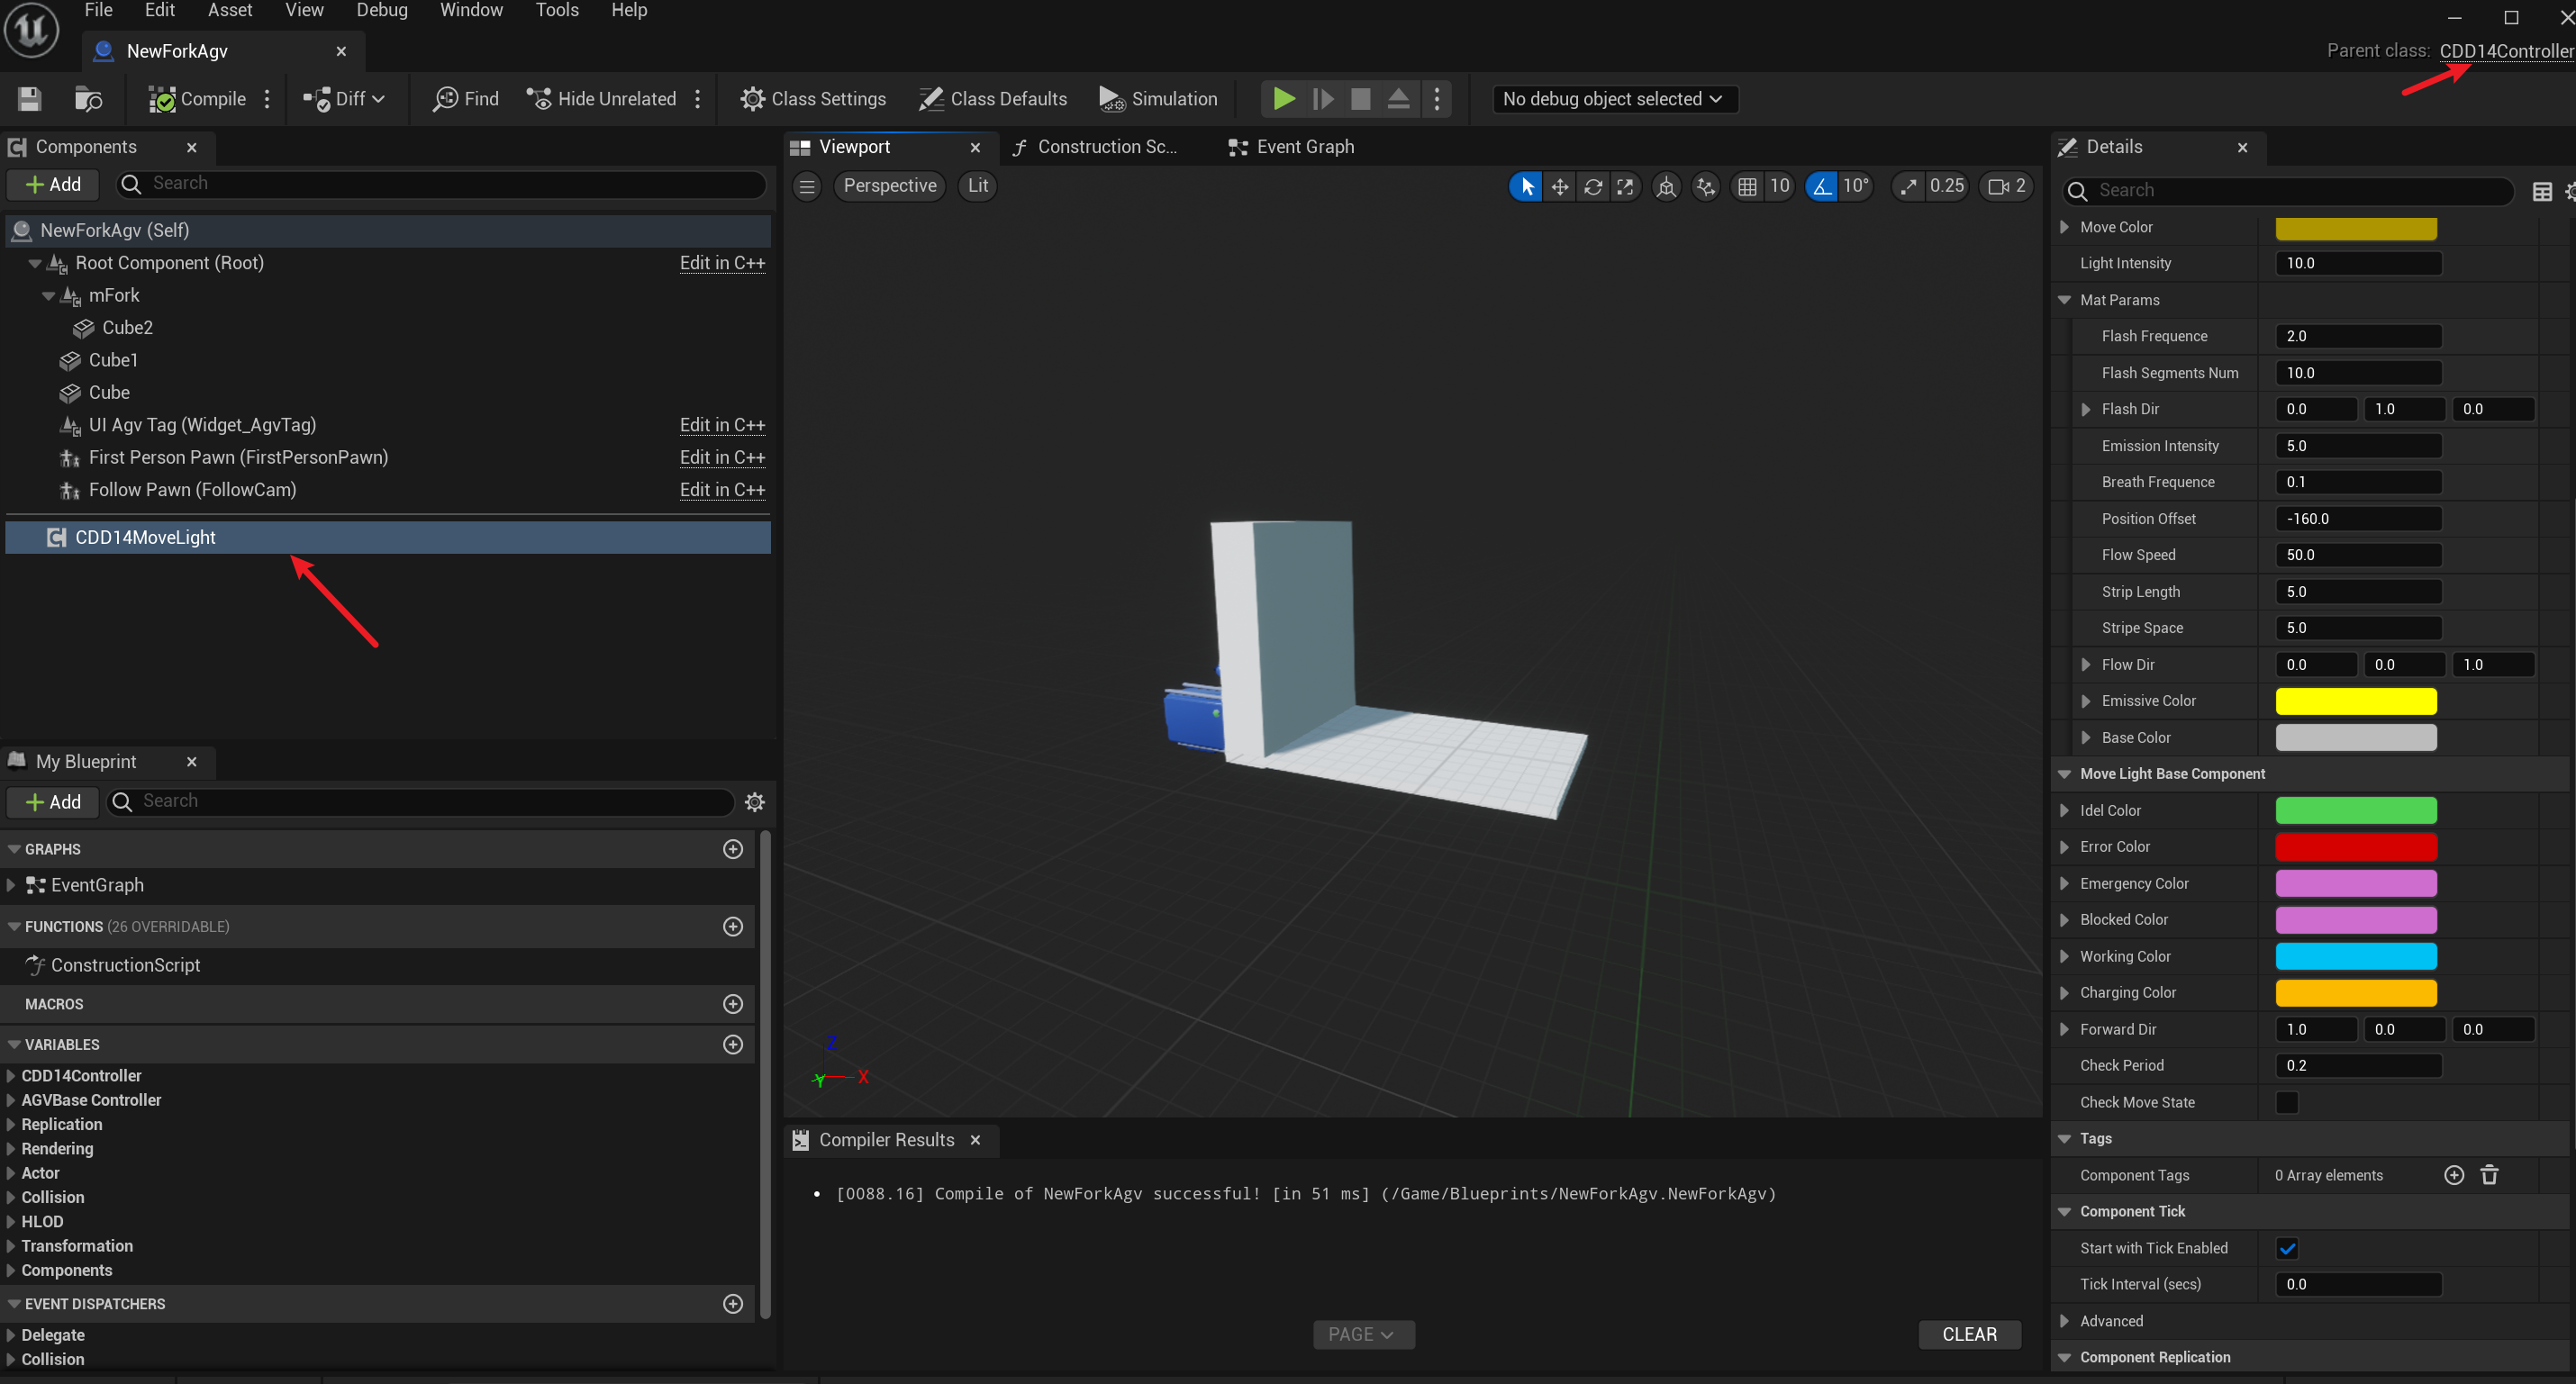 File Edit Asset View Debug Window Tools Help
NewForkAgv
Parent class: CDD14Controller
Compile Diff Find Hide Unrelated Class Settings Class Defaults Simulation No debug object selected
Components
Add Search
NewForkAgv (Self)
Root Component (Root) Edit in C++
mFork
Cube2
Cube1
Cube
UI Agv Tag (Widget_AgvTag) Edit in C++
First Person Pawn (FirstPersonPawn) Edit in C++
Follow Pawn (FollowCam) Edit in C++
CDD14MoveLight
My Blueprint
Add Search
GRAPHS
EventGraph
FUNCTIONS (26 OVERRIDABLE)
ConstructionScript
MACROS
VARIABLES
CDD14Controller
AGVBase Controller
Replication
Rendering
Actor
Collision
HLOD
Transformation
Components
EVENT DISPATCHERS
Delegate
Collision
Viewport Construction Sc... Event Graph
Perspective Lit 10 10° 0.25 2
Z
Y X
Compiler Results
[0088.16] Compile of NewForkAgv successful! [in 51 ms] (/Game/Blueprints/NewForkAgv.NewForkAgv)
PAGE CLEAR
Details
Search
Move Color
Light Intensity 10.0
Mat Params
Flash Frequence 2.0
Flash Segments Num 10.0
Flash Dir 0.0 1.0 0.0
Emission Intensity 5.0
Breath Frequence 0.1
Position Offset -160.0
Flow Speed 50.0
Strip Length 5.0
Stripe Space 5.0
Flow Dir 0.0 0.0 1.0
Emissive Color
Base Color
Move Light Base Component
Idel Color
Error Color
Emergency Color
Blocked Color
Working Color
Charging Color
Forward Dir 1.0 0.0 0.0
Check Period 0.2
Check Move State
Tags
Component Tags 0 Array elements
Component Tick
Start with Tick Enabled
Tick Interval (secs) 0.0
Advanced
Component Replication